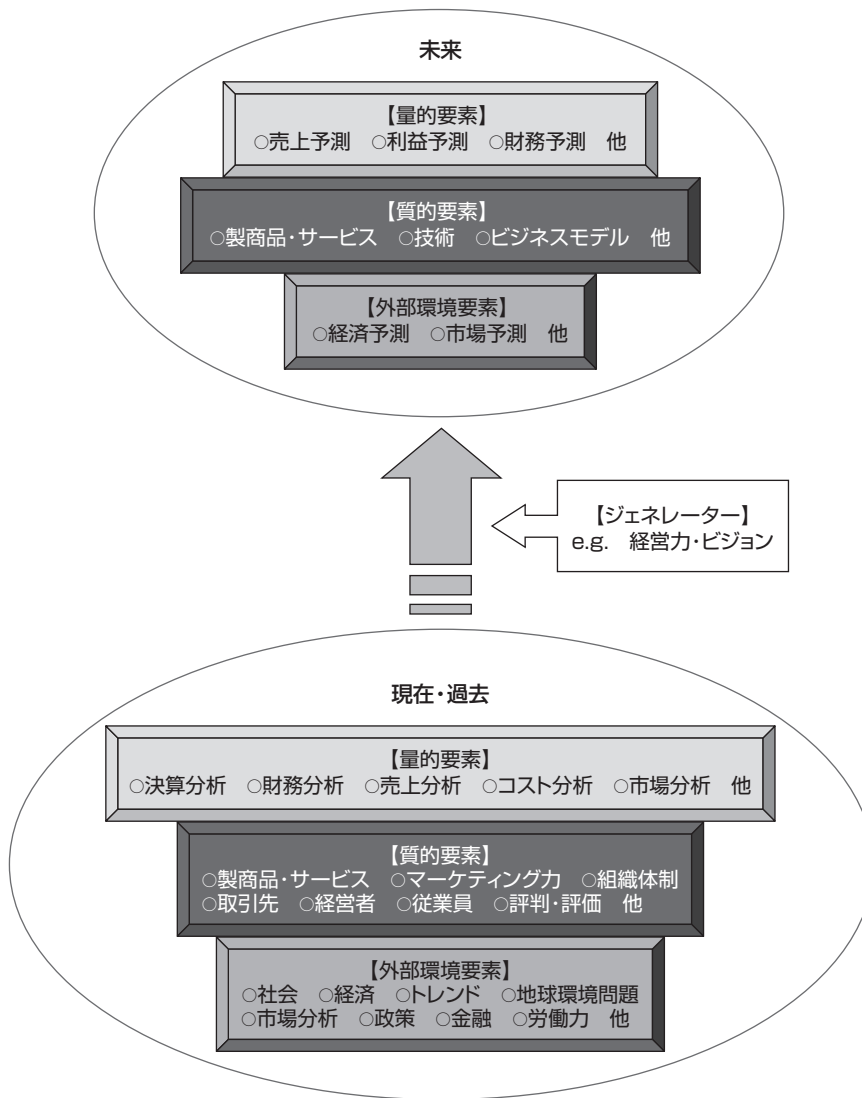 未来
【量的要素】
○売上予測　○利益予測　○財務予測　他
【質的要素】
○製商品・サービス　○技術　○ビジネスモデル　他
【外部環境要素】
○経済予測　○市場予測　他
【ジェネレーター】
e.g.　経営力・ビジョン
現在・過去
【量的要素】
○決算分析　○財務分析　○売上分析　○コスト分析　○市場分析　他
【質的要素】
○製商品・サービス　○マーケティング力　○組織体制
○取引先　○経営者　○従業員　○評判・評価　他
【外部環境要素】
○社会　○経済　○トレンド　○地球環境問題
○市場分析　○政策　○金融　○労働力　他